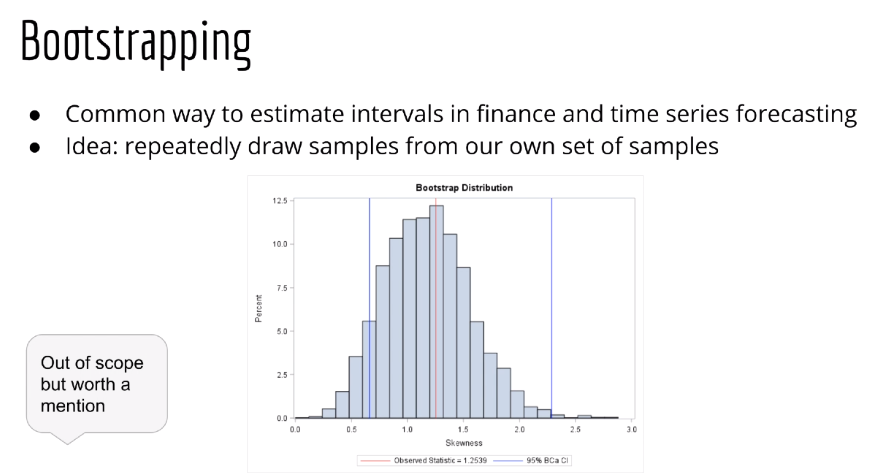 Bootstrapping
● Common way to estimate intervals in finance and time series forecasting
● Idea: repeatedly draw samples from our own set of samples
Bootstrap Distribution
12.5
10.0
7.5
5.0
2.5
0.0
Percent
0.0 0.5 1.0 1.5 2.0 2.5 3.0
Skewness
Observed Statistic = 1.2539 95% BCa CI
Out of scope
but worth a
mention